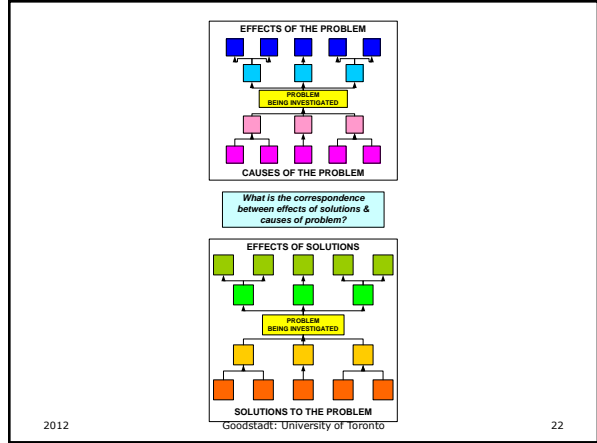 EFFECTS OF THE PROBLEM
PROBLEM
BEING INVESTIGATED
CAUSES OF THE PROBLEM
What is the correspondence
between effects of solutions &
causes of problem?
EFFECTS OF SOLUTIONS
PROBLEM
BEING INVESTIGATED
SOLUTIONS TO THE PROBLEM
2012 Goodstadt: University of Toronto 22